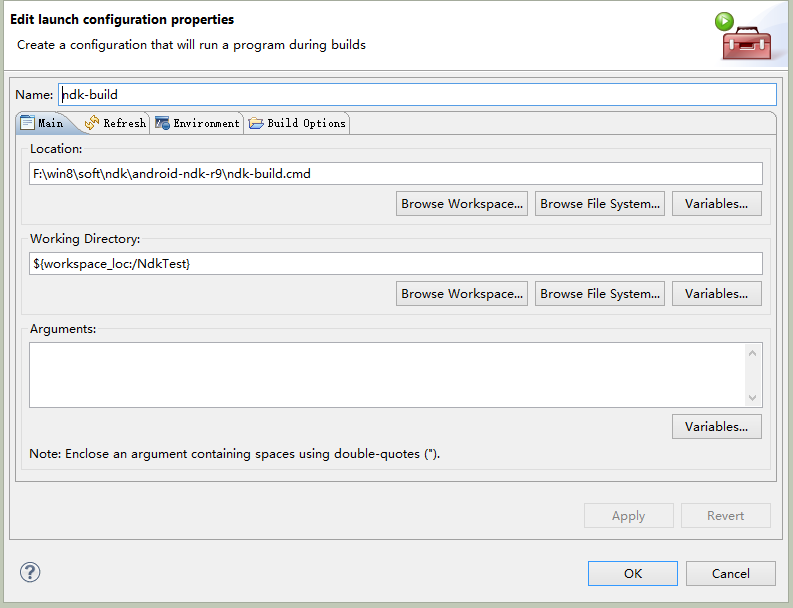 Edit launch configuration properties
Create a configuration that will run a program during builds
Name: ndk-build
Main Refresh Environment Build Options
Location:
F:\win8\soft\ndk\android-ndk-r9\ndk-build.cmd
Browse Workspace... Browse File System... Variables...
Working Directory:
${workspace_loc:/NdkTest}
Browse Workspace... Browse File System... Variables...
Arguments:
Variables...
Note: Enclose an argument containing spaces using double-quotes (").
Apply Revert
? OK Cancel